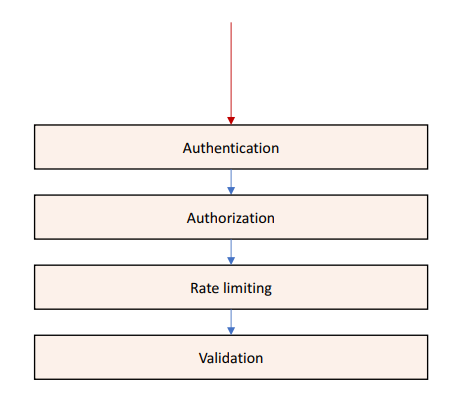 Authentication
Authorization
Rate limiting
Validation